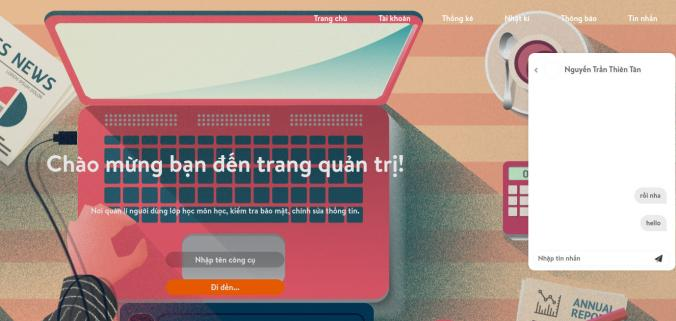 Trang chủ
Tài khoản
Thống kê
Nhật kí
Thông báo
Tin nhắn
NEWS
Nguyễn Trần Thiên Tân
Chào mừng bạn đến trang quản trị!
0
rồi nha
Nơi quản lí người dùng lớp học môn học, kiểm tra bảo mật, chỉnh sửa thông tin.
hello
Nhập tên công cụ
Nhập tin nhắn
Đi đến...
ANNUAL
REPO